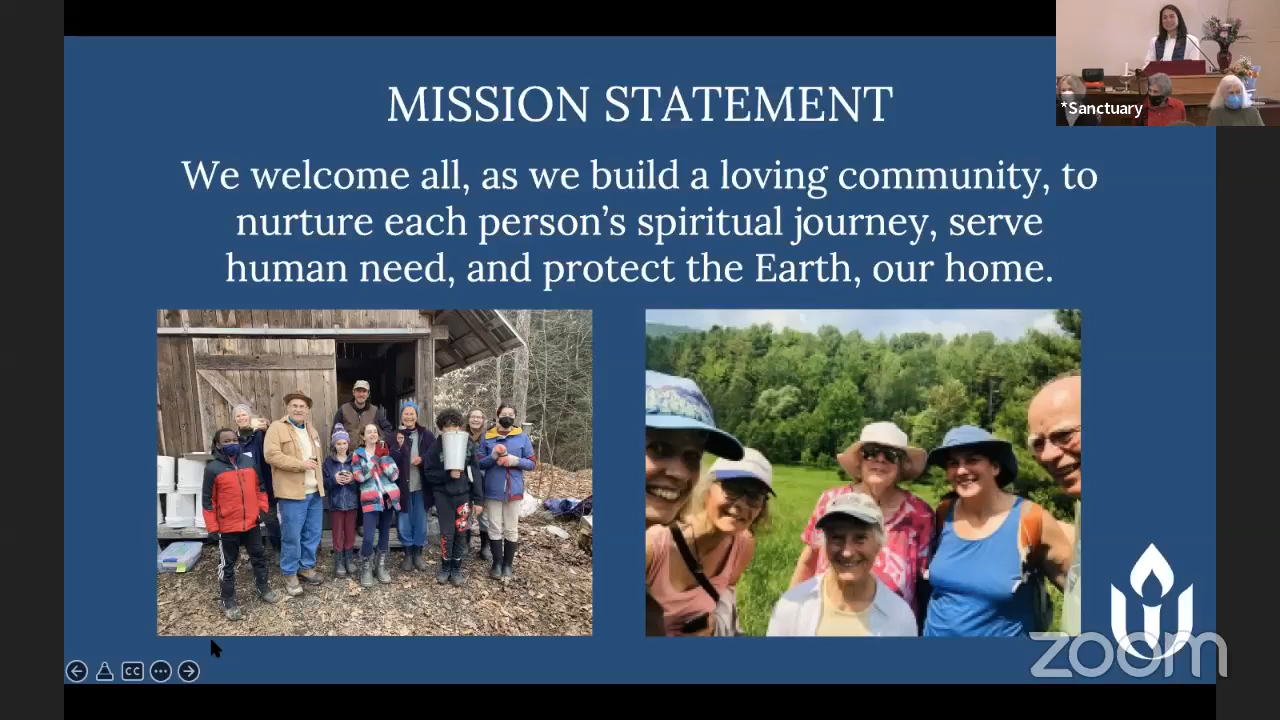 MISSION STATEMENT
We welcome all, as we build a loving community, to
nurture each person's spiritual journey, serve
human need, and protect the Earth, our home.
*Sanctuary
CC
zoom